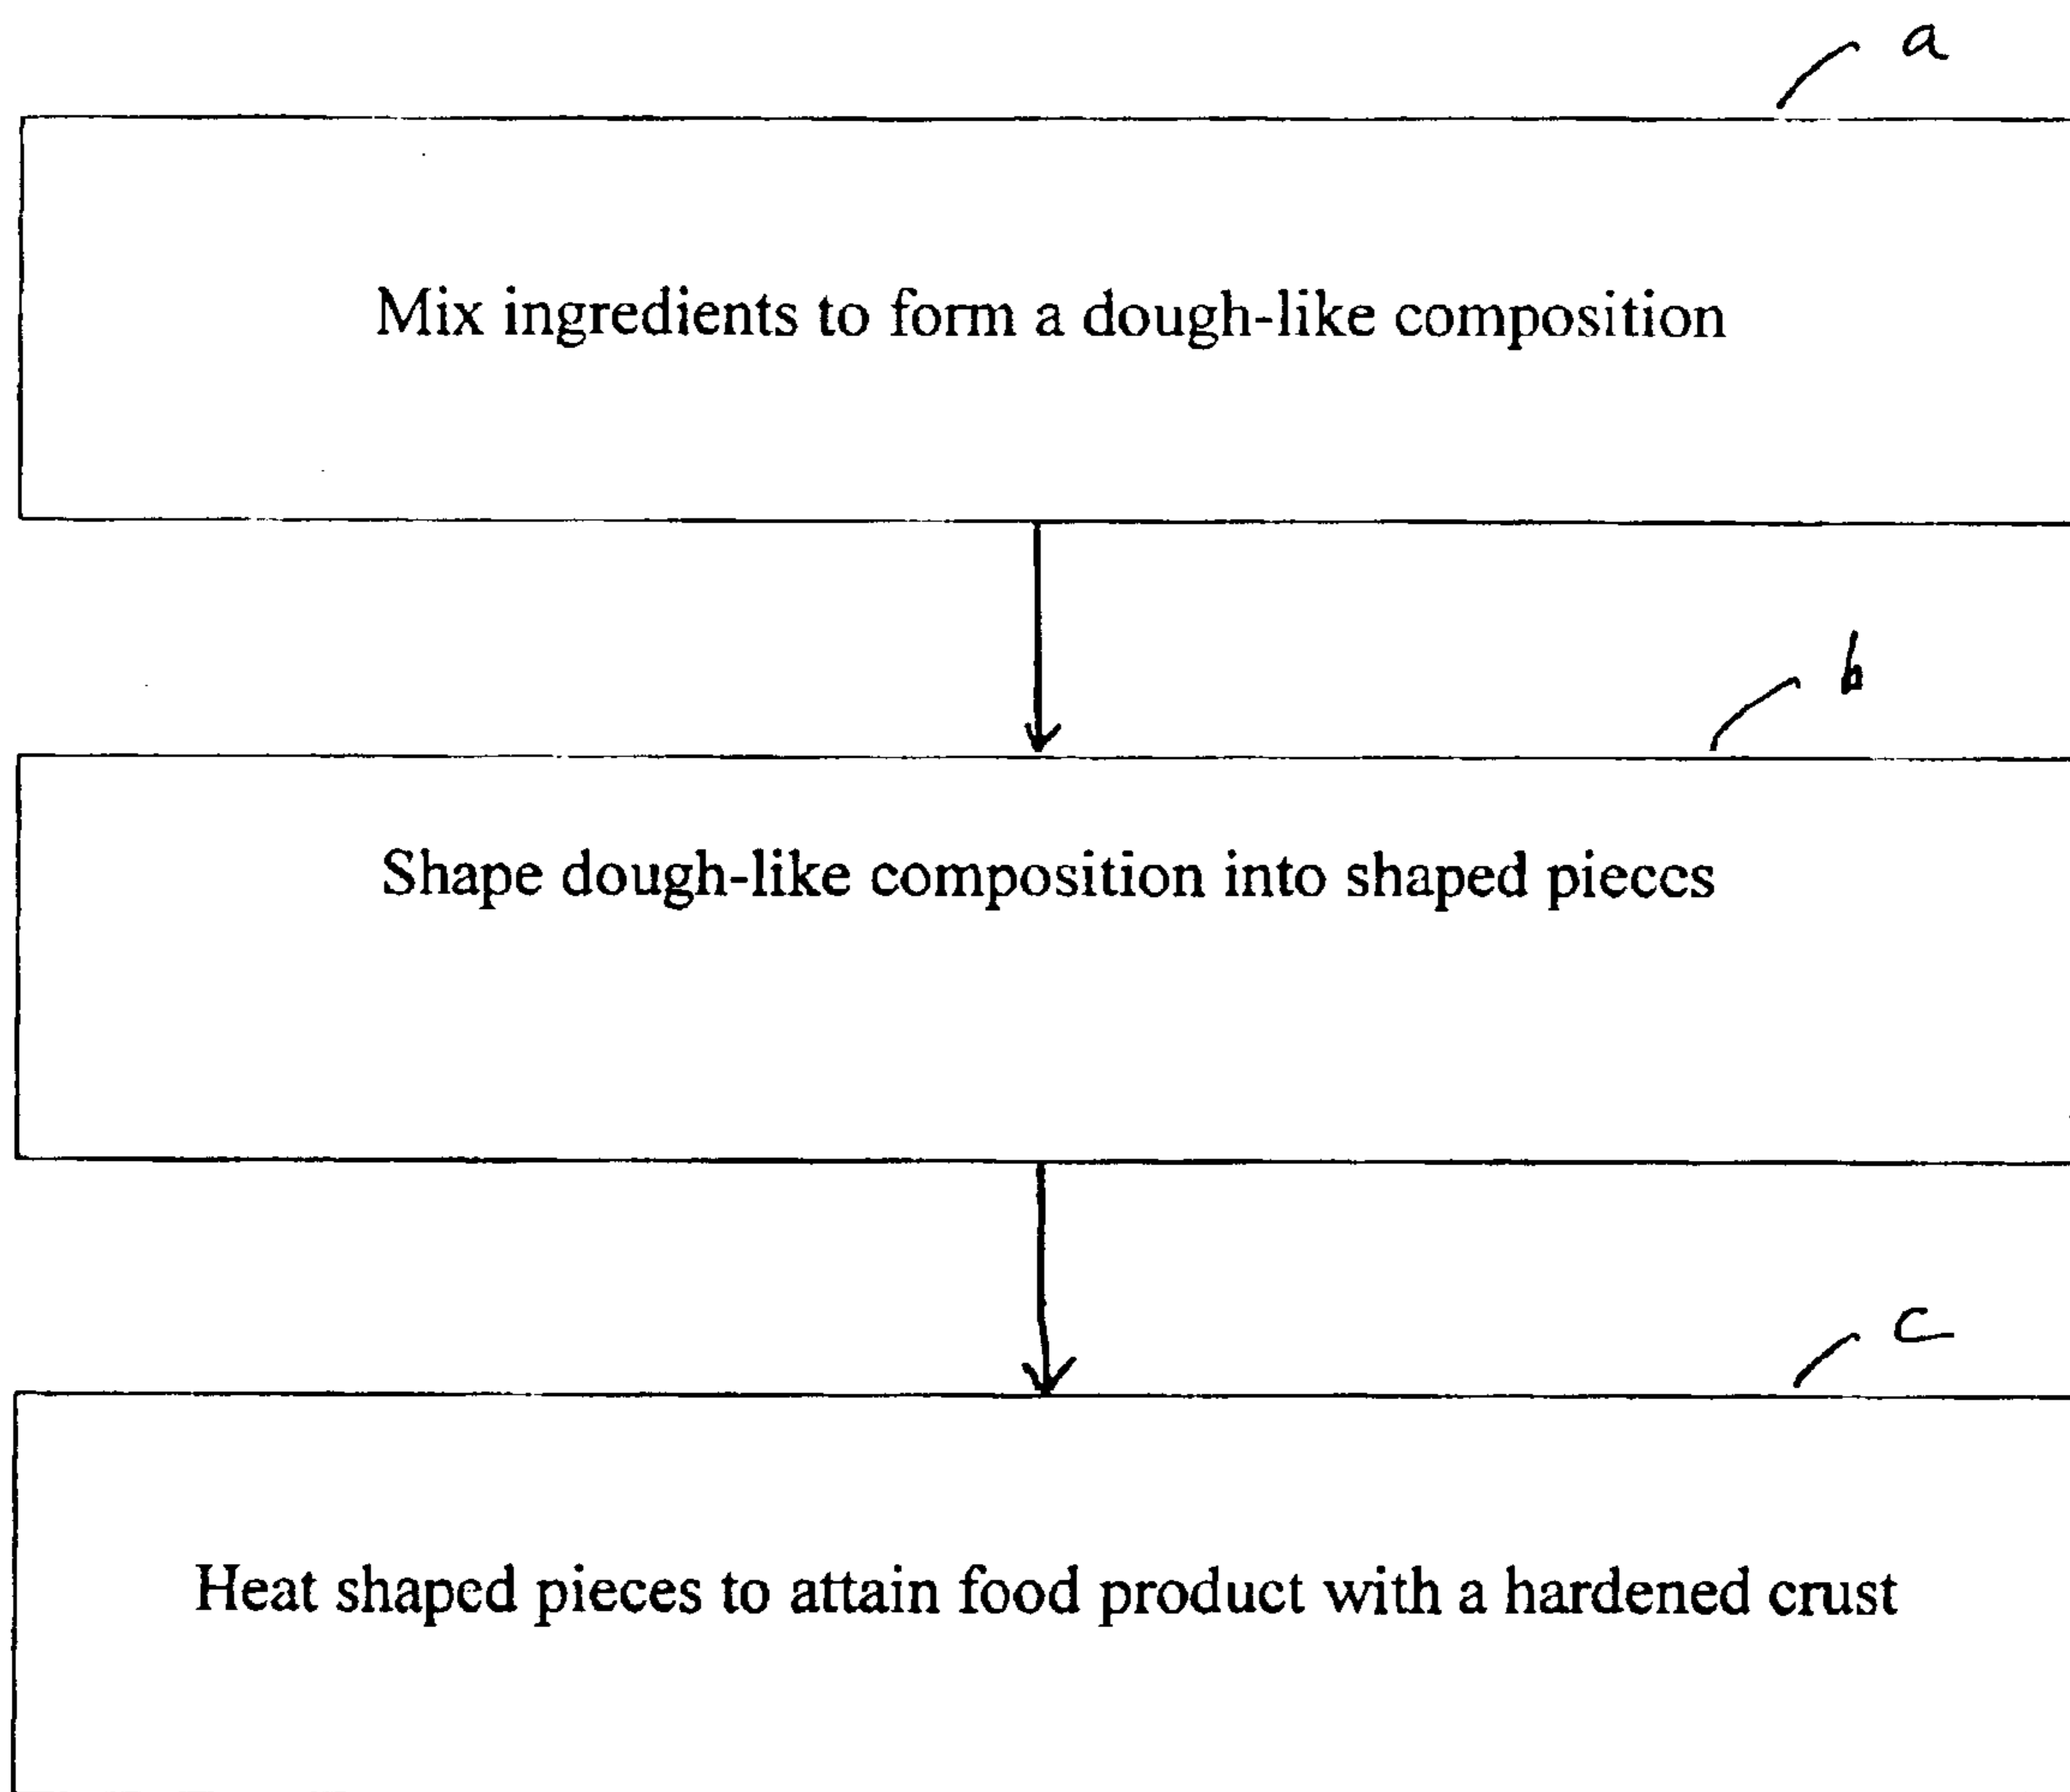 a
Mix ingredients to form a dough-like composition
b
Shape dough-like composition into shaped pieces
c
Heat shaped pieces to attain food product with a hardened crust